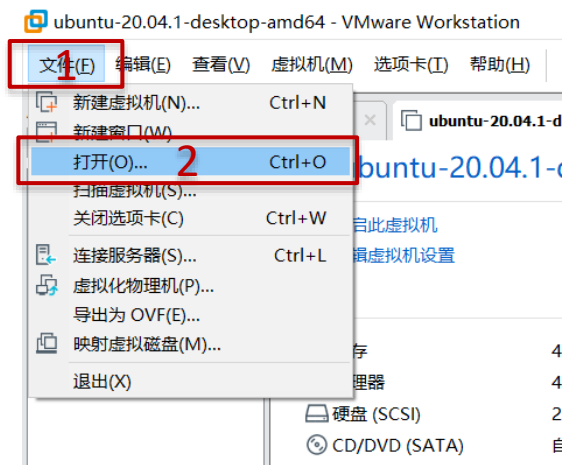 ubuntu-20.04.1-desktop-amd64 - VMware Workstation
文件(F) 编辑(E) 查看(V) 虚拟机(M) 选项卡(T) 帮助(H)
1
新建虚拟机(N)... Ctrl+N
ubuntu-20.04.1-d
新建窗口(W)
打开(O)... 2 Ctrl+O
buntu-20.04.1-d
扫描虚拟机(S)...
关闭选项卡(C) Ctrl+W
启此虚拟机
连接服务器(S)... Ctrl+L
辑虚拟机设置
虚拟化物理机(P)...
导出为 OVF(E)...
映射虚拟磁盘(M)...
存 4
退出(X)
理器 4
硬盘 (SCSI) 2
CD/DVD (SATA) 自